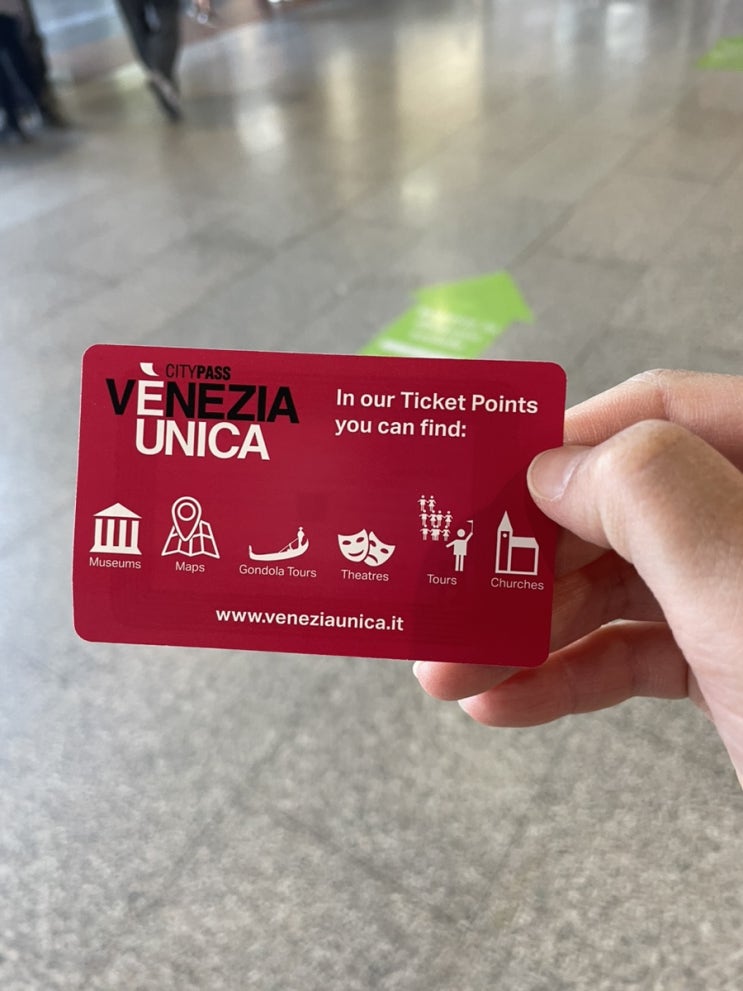 CITYPASS
VÈNEZIA
UNICA
In our Ticket Points
you can find:
Museums
Maps
Gondola Tours
Theatres
Tours
Churches
www.veneziaunica.it